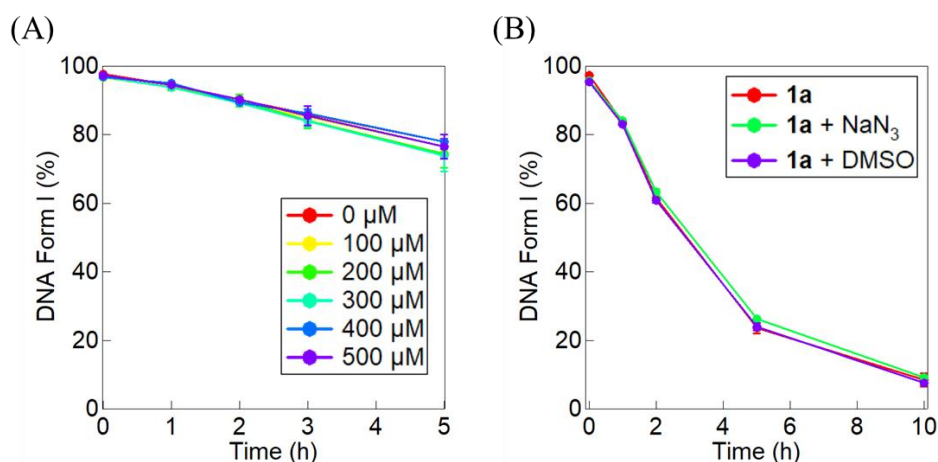 (A)
DNA Form I (%)
100
80
60
40
20
0
0 µM
100 µM
200 µM
300 µM
400 µM
500 µM
0 1 2 3 4 5
Time (h)
(B)
DNA Form I (%)
100
80
60
40
20
0
1a
1a + NaN₃
1a + DMSO
0 2 4 6 8 10
Time (h)